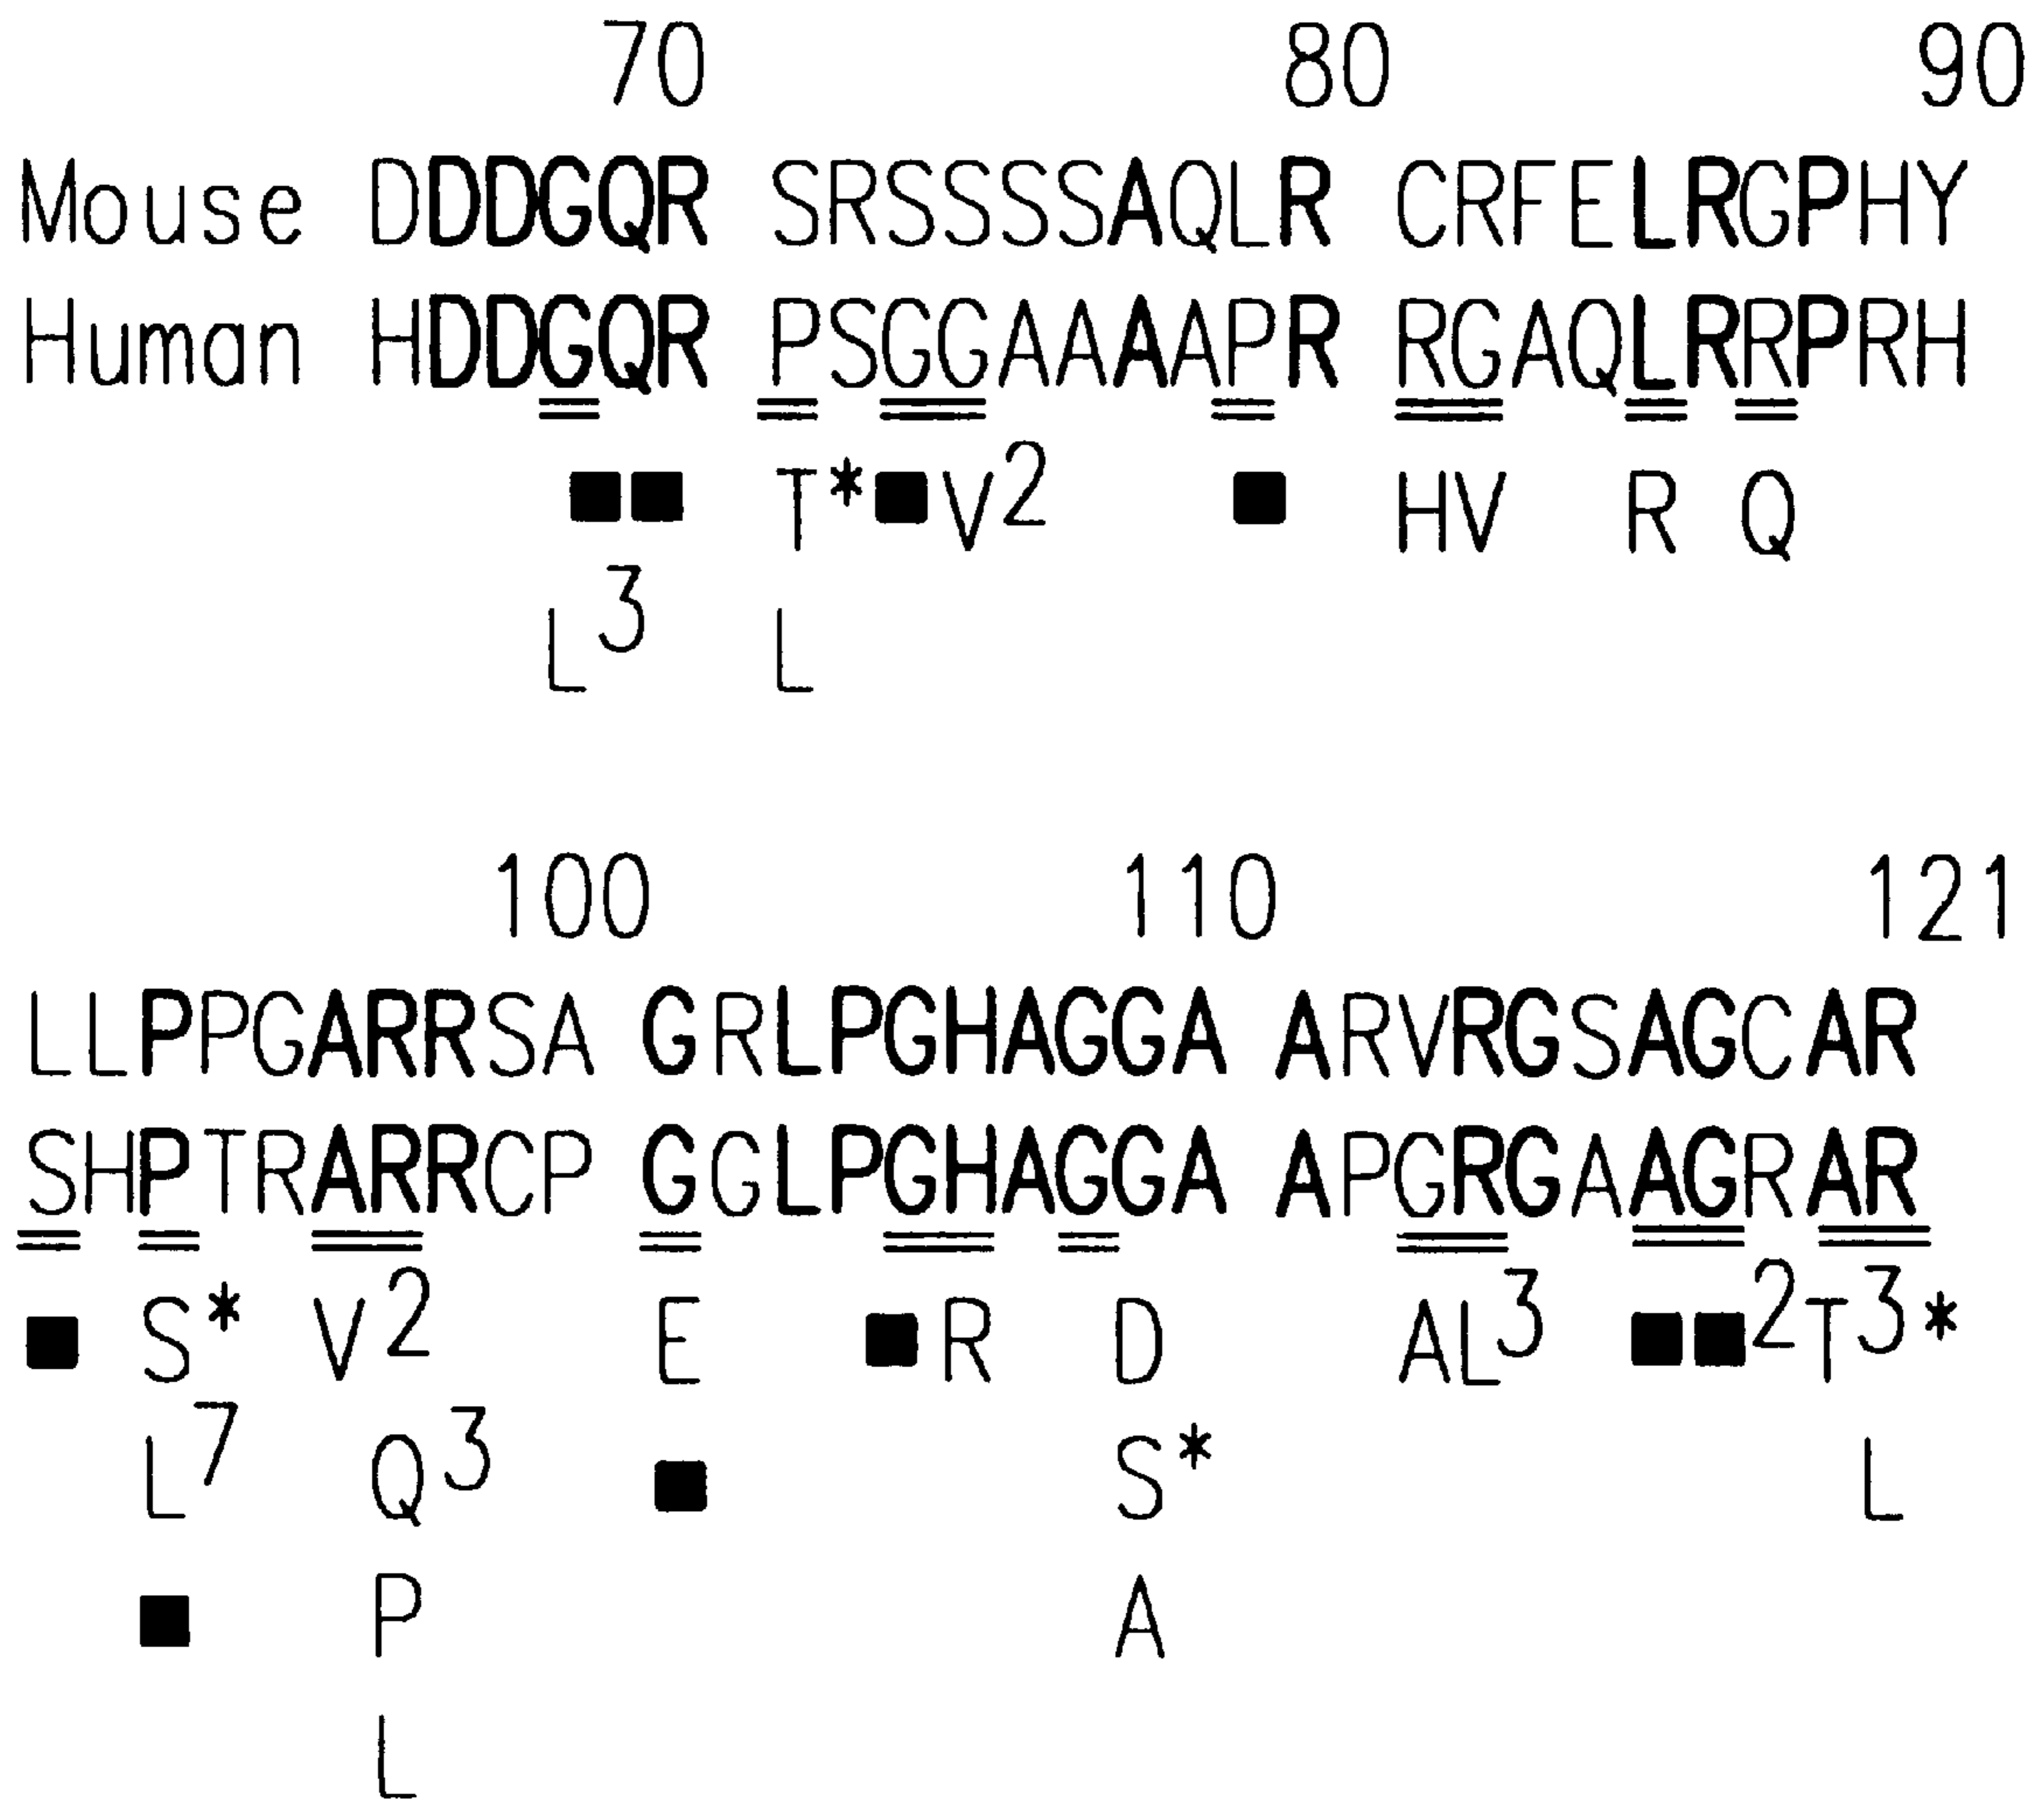 70 80 90
Mouse DDDGQR SRSSSSAQLR CRFELRGPHY
Human HDDGQR PSGGAAAAPR RGAQLRRPRH
■■ T*■V2 ■ HV R Q
L3 L
100 110 121
LLPPGARRSA GRLPGHAGGA ARVRGSAGCAR
SHPTRARRCP GGLPGHAGGA APGRGAAGRAR
■ S* V2 E ■R D AL3 ■■2T3*
L7 Q3 ■ S* L
■ P A
L